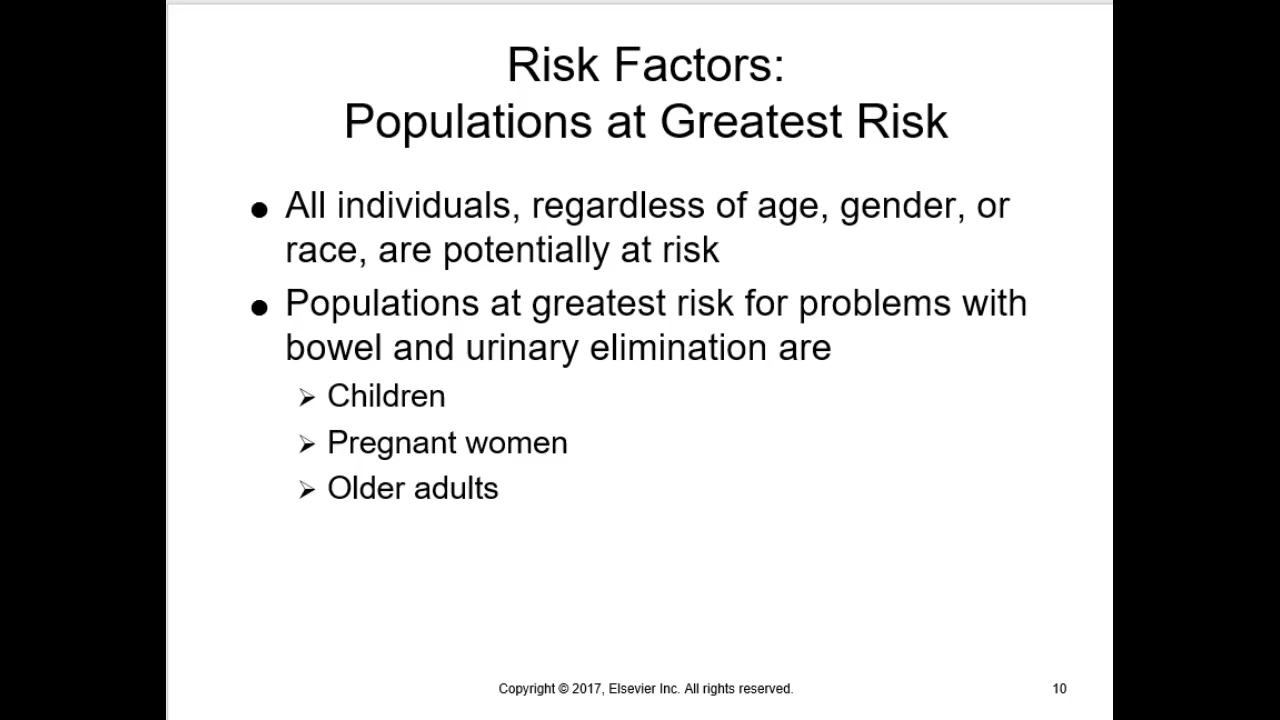 Risk Factors:
Populations at Greatest Risk
● All individuals, regardless of age, gender, or
race, are potentially at risk
● Populations at greatest risk for problems with
bowel and urinary elimination are
➢ Children
➢ Pregnant women
➢ Older adults
Copyright © 2017, Elsevier Inc. All rights reserved.
10